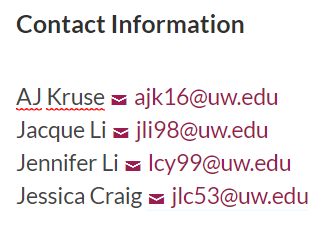 Contact Information
AJ Kruse ajk16@uw.edu
Jacque Li jli98@uw.edu
Jennifer Li lcy99@uw.edu
Jessica Craig jlc53@uw.edu